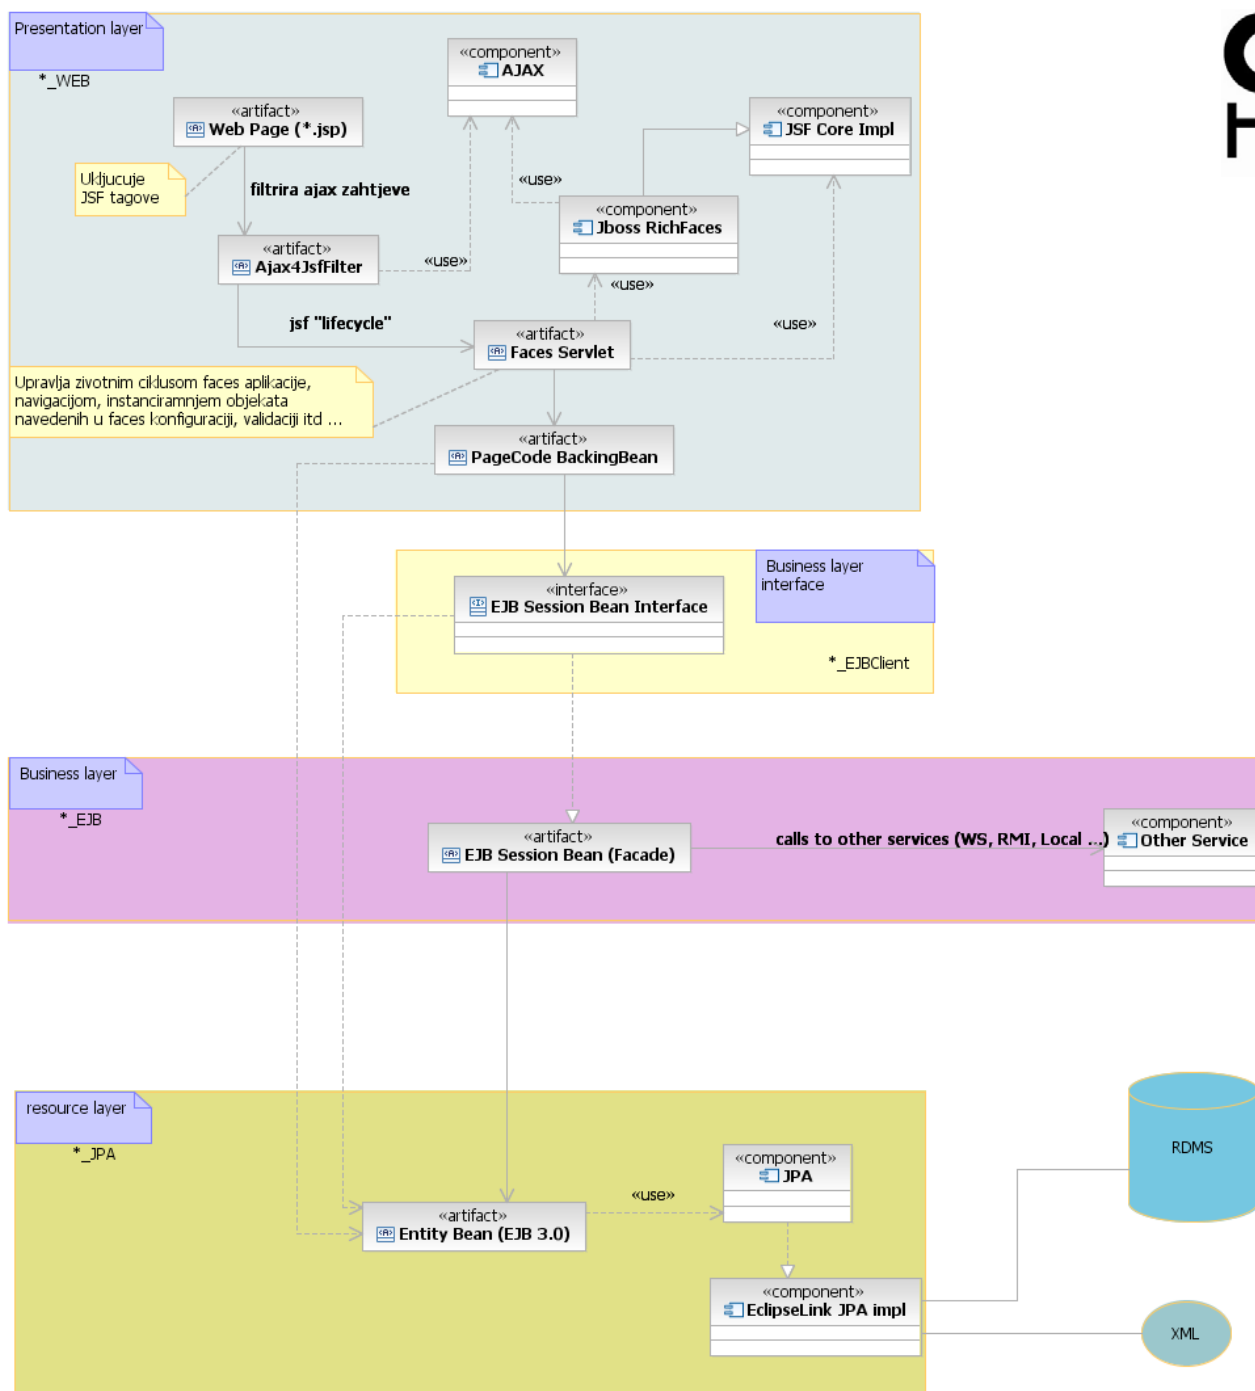 Presentation layer
*_WEB
«component»
AJAX
«artifact»
Web Page (*.jsp)
«component»
JSF Core Impl
Ukljucuje
JSF tagove
filtrira ajax zahtjeve
«use»
«component»
Jboss RichFaces
«artifact»
Ajax4JsfFilter
«use»
«use»
jsf "lifecycle"
«use»
«artifact»
Faces Servlet
Upravlja zivotnim ciklusom faces aplikacije,
navigacijom, instanciramnjem objekata
navedenih u faces konfiguraciji, validaciji itd ...
«artifact»
PageCode BackingBean
Business layer
interface
«interface»
EJB Session Bean Interface
*_EJBClient
Business layer
*_EJB
«artifact»
EJB Session Bean (Facade)
calls to other services (WS, RMI, Local ...)
«component»
Other Service
resource layer
*_JPA
RDMS
«component»
JPA
«use»
«artifact»
Entity Bean (EJB 3.0)
«component»
EclipseLink JPA impl
XML